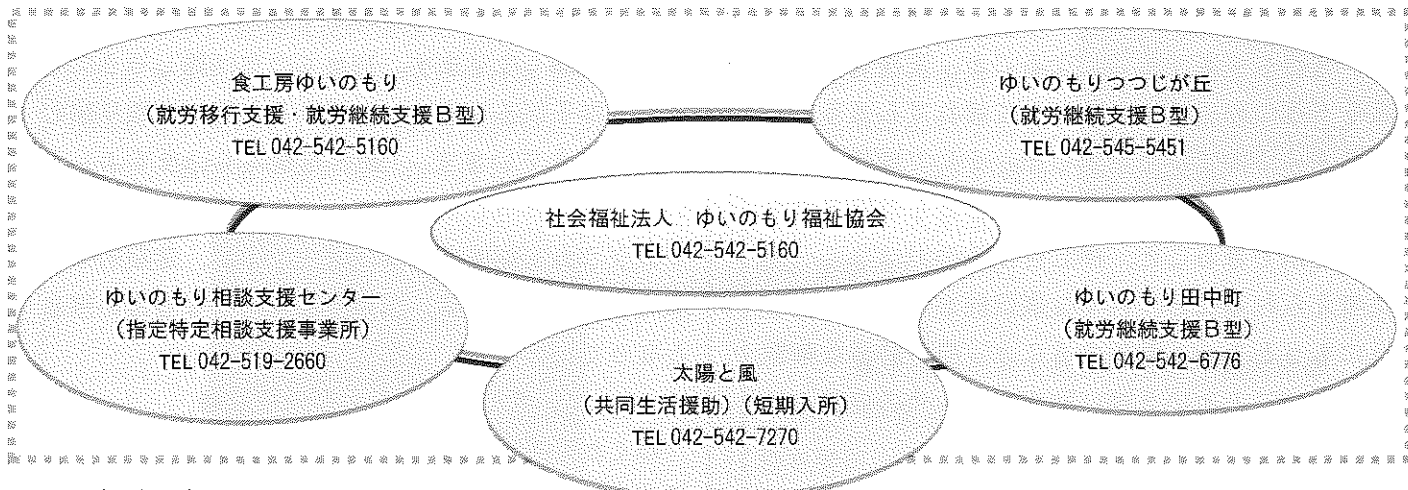 食工房ゆいのもり
（就労移行支援・就労継続支援Ｂ型）
TEL 042-542-5160
ゆいのもりつつじが丘
（就労継続支援Ｂ型）
TEL 042-545-5451
社会福祉法人　ゆいのもり福祉協会
TEL 042-542-5160
ゆいのもり相談支援センター
（指定特定相談支援事業所）
TEL 042-519-2660
ゆいのもり田中町
（就労継続支援Ｂ型）
TEL 042-542-6776
太陽と風
（共同生活援助）（短期入所）
TEL 042-542-7270